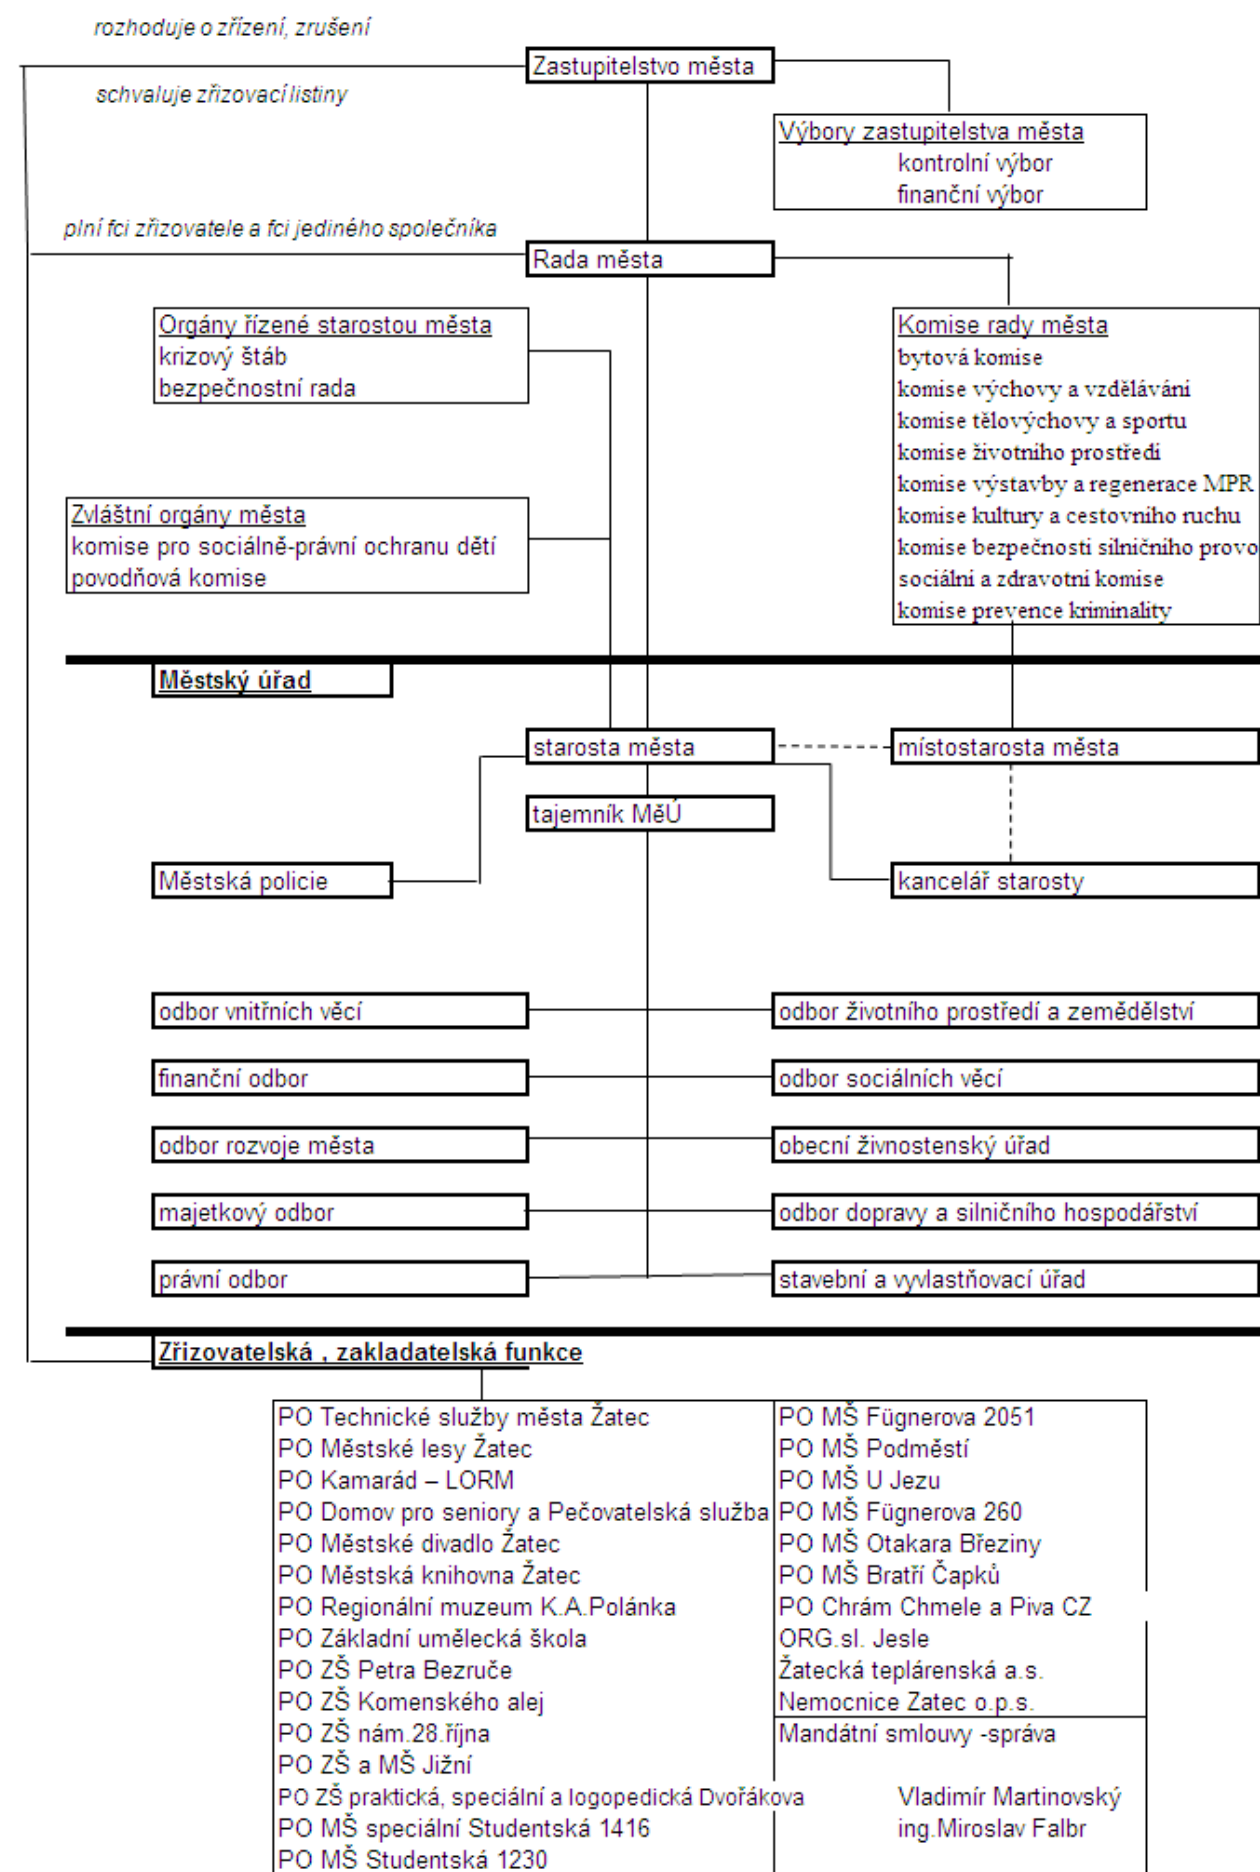 rozhoduje o zřízení, zrušení
Zastupitelstvo města
schvaluje zřizovací listiny
Výbory zastupitelstva města
kontrolní výbor
finanční výbor
plní fci zřizovatele a fci jediného společníka
Rada města
Orgány řízené starostou města
krizový štáb
bezpečnostní rada
Komise rady města
bytová komise
komise výchovy a vzdělávání
komise tělovýchovy a sportu
komise životního prostředí
komise výstavby a regenerace MPR
komise kultury a cestovního ruchu
komise bezpečnosti silničního provo
sociální a zdravotní komise
komise prevence kriminality
Zvláštní orgány města
komise pro sociálně-právní ochranu dětí
povodňová komise
Městský úřad
starosta města
místostarosta města
tajemník MěÚ
Městská policie
kancelář starosty
odbor vnitřních věcí
odbor životního prostředí a zemědělství
finanční odbor
odbor sociálních věcí
odbor rozvoje města
obecní živnostenský úřad
majetkový odbor
odbor dopravy a silničního hospodářství
právní odbor
stavební a vyvlastňovací úřad
Zřizovatelská , zakladatelská funkce
PO Technické služby města Žatec
PO Městské lesy Žatec
PO Kamarád – LORM
PO Domov pro seniory a Pečovatelská služba
PO Městské divadlo Žatec
PO Městská knihovna Žatec
PO Regionální muzeum K.A.Polánka
PO Základní umělecká škola
PO ZŠ Petra Bezruče
PO ZŠ Komenského alej
PO ZŠ nám.28.října
PO ZŠ a MŠ Jižní
PO ZŠ praktická, speciální a logopedická Dvořákova
PO MŠ speciální Studentská 1416
PO MŠ Studentská 1230
PO MŠ Fügnerova 2051
PO MŠ Podměstí
PO MŠ U Jezu
PO MŠ Fügnerova 260
PO MŠ Otakara Březiny
PO MŠ Bratří Čapků
PO Chrám Chmele a Piva CZ
ORG.sl. Jesle
Žatecká teplárenská a.s.
Nemocnice Zatec o.p.s.
Mandátní smlouvy -správa
Vladimír Martinovský
ing.Miroslav Falbr